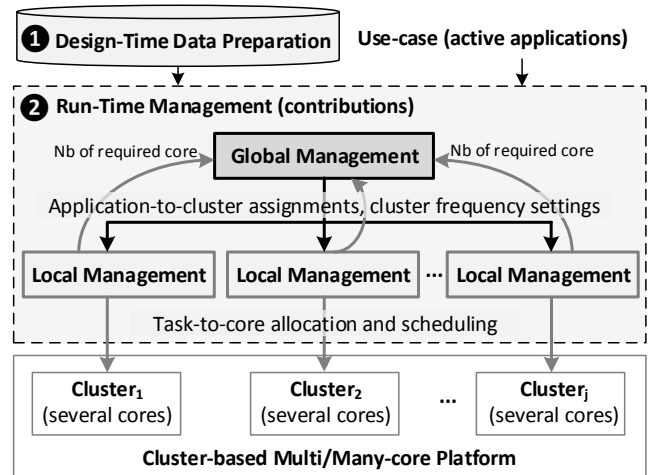 ❶ Design-Time Data Preparation
Use-case (active applications)
❷ Run-Time Management (contributions)
Nb of required core
Global Management
Nb of required core
Application-to-cluster assignments, cluster frequency settings
Local Management
Local Management
...
Local Management
Task-to-core allocation and scheduling
Cluster₁
(several cores)
Cluster₂
(several cores)
...
Clusterⱼ
(several cores)
Cluster-based Multi/Many-core Platform